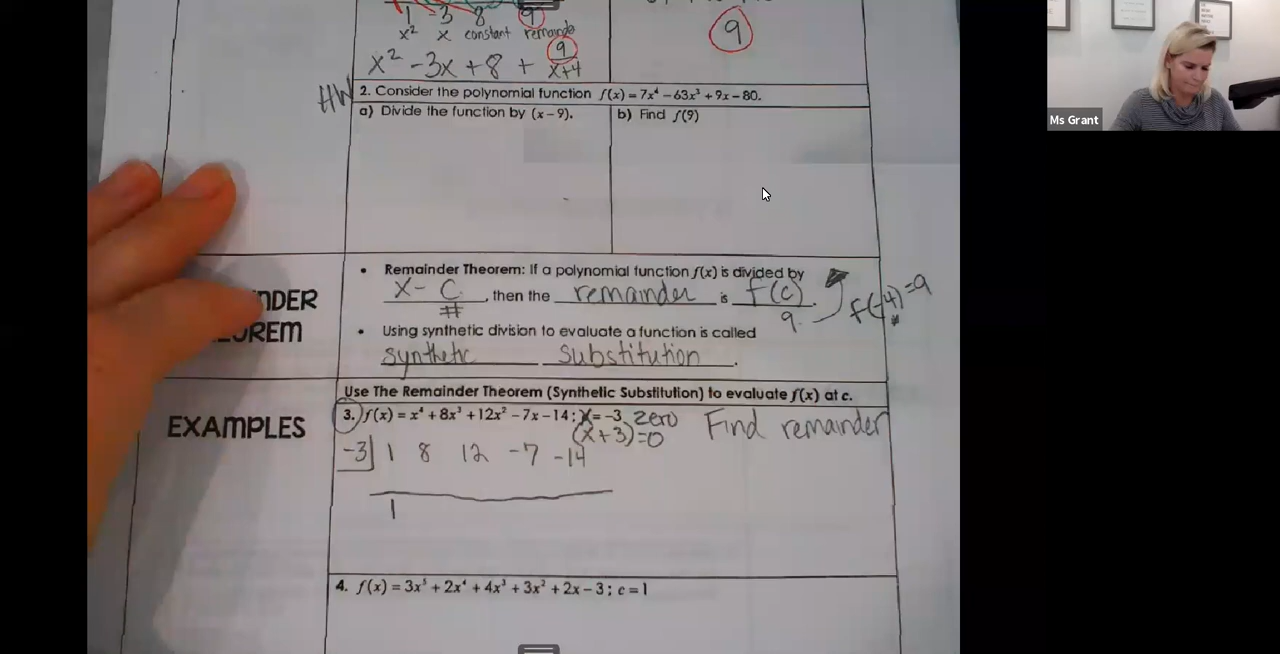 1 -3 8 9
x² x constant remainder
9
x² - 3x + 8 + 9/x+4
HW
2. Consider the polynomial function f(x) = 7x⁴ – 63x³ + 9x – 80.
a) Divide the function by (x – 9).
b) Find f(9)
Ms Grant
• Remainder Theorem: If a polynomial function f(x) is divided by
x - c, then the remainder is f(c).
#
9
f(-4)=9
#
• Using synthetic division to evaluate a function is called
synthetic substitution.
Use The Remainder Theorem (Synthetic Substitution) to evaluate f(x) at c.
EXAMPLES
3. f(x) = x⁴ + 8x³ + 12x² – 7x – 14; x = –3 zero
(x+3)=0
Find remainder
-3| 1 8 12 -7 -14
1
4. f(x) = 3x⁵ + 2x⁴ + 4x³ + 3x² + 2x – 3; c = 1